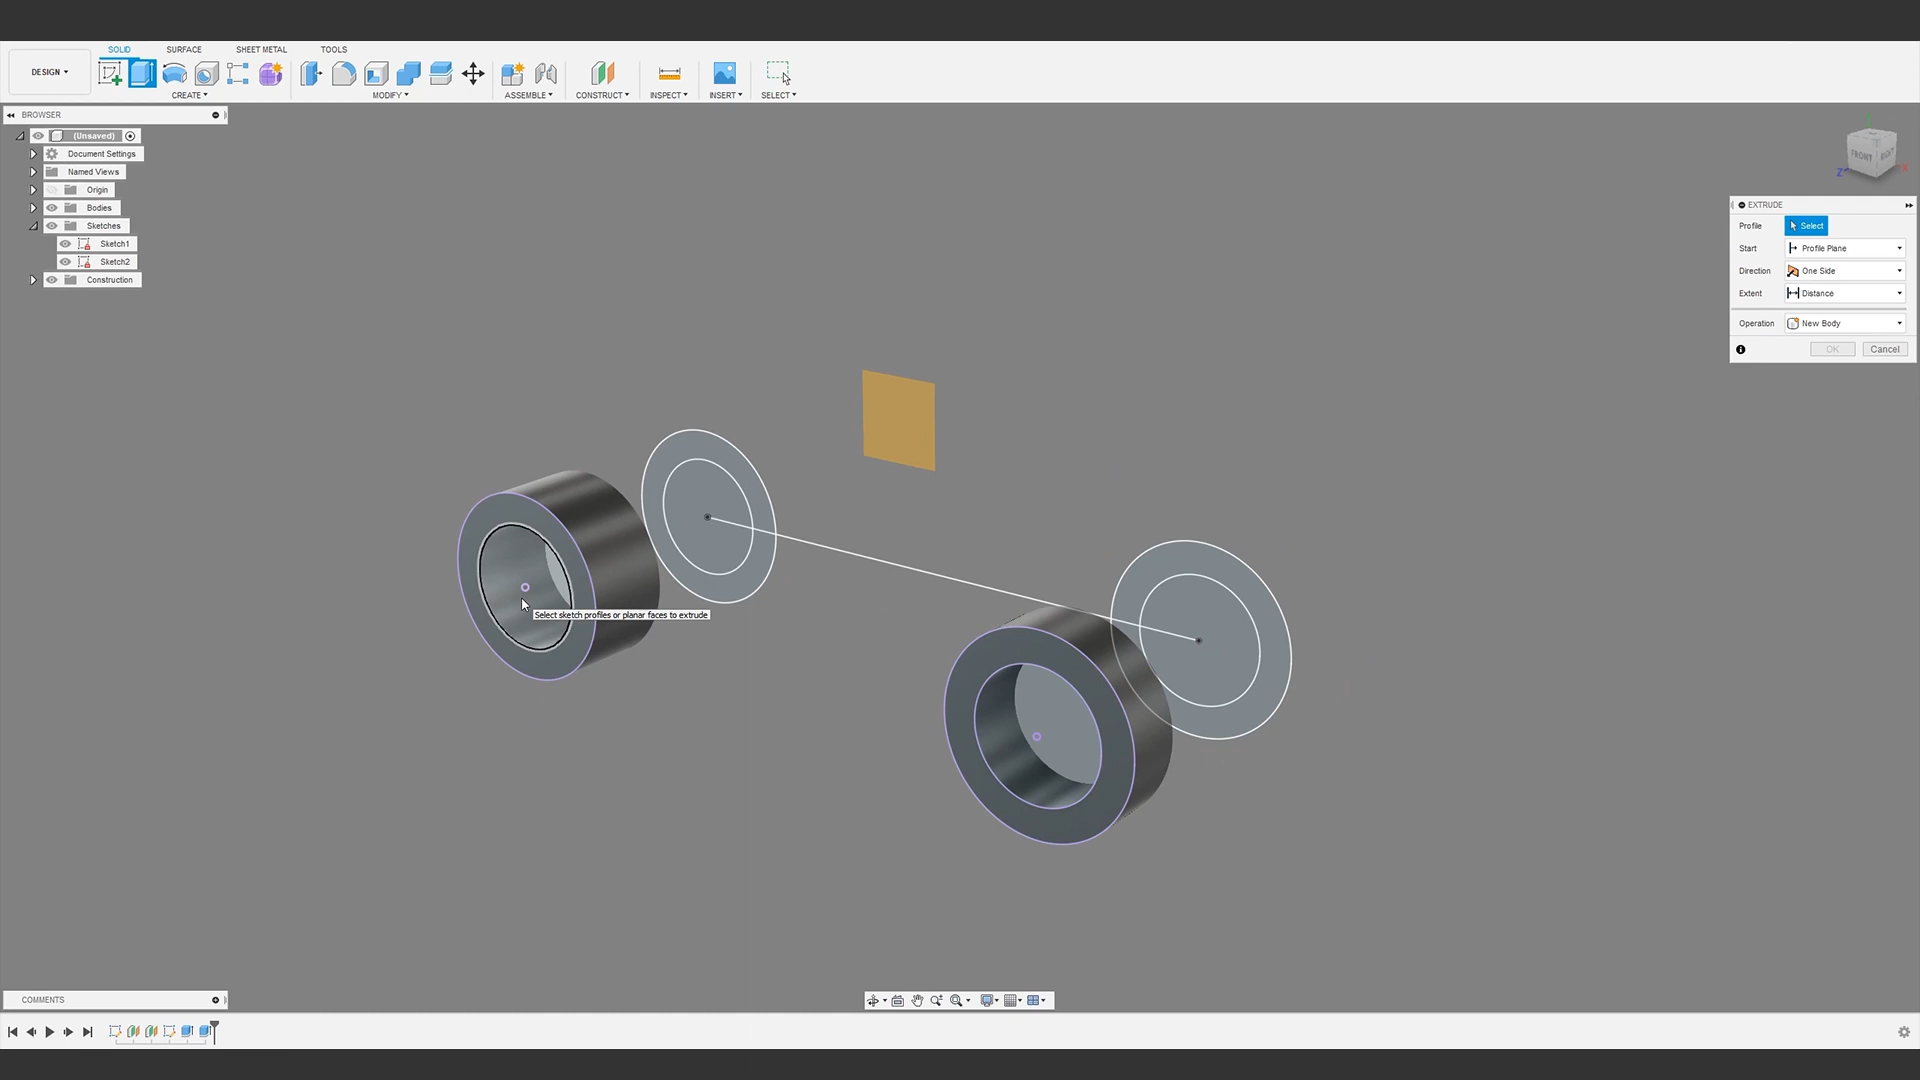 SOLID SURFACE SHEET METAL TOOLS
DESIGN
CREATE MODIFY ASSEMBLE CONSTRUCT INSPECT INSERT SELECT
BROWSER
(Unsaved)
Document Settings
Named Views
Origin
Bodies
Sketches
Sketch1
Sketch2
Construction
FRONT RIGHT
Z X
EXTRUDE
Profile Select
Start Profile Plane
Direction One Side
Extent Distance
Operation New Body
OK Cancel
Select sketch profiles or planar faces to extrude
COMMENTS